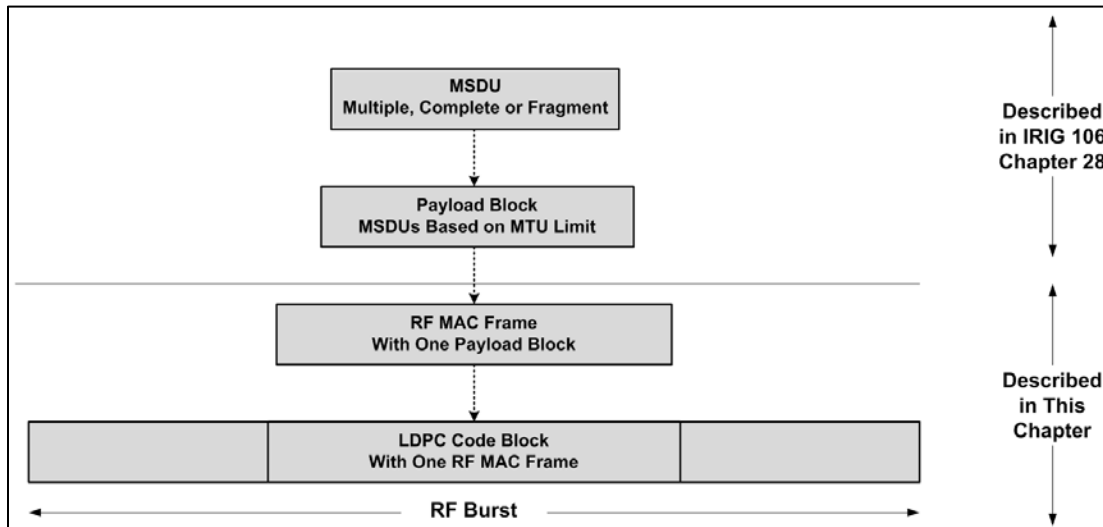 MSDU
Multiple, Complete or Fragment
Described
in IRIG 106
Chapter 28
Payload Block
MSDUs Based on MTU Limit
RF MAC Frame
With One Payload Block
Described
in This
Chapter
LDPC Code Block
With One RF MAC Frame
RF Burst